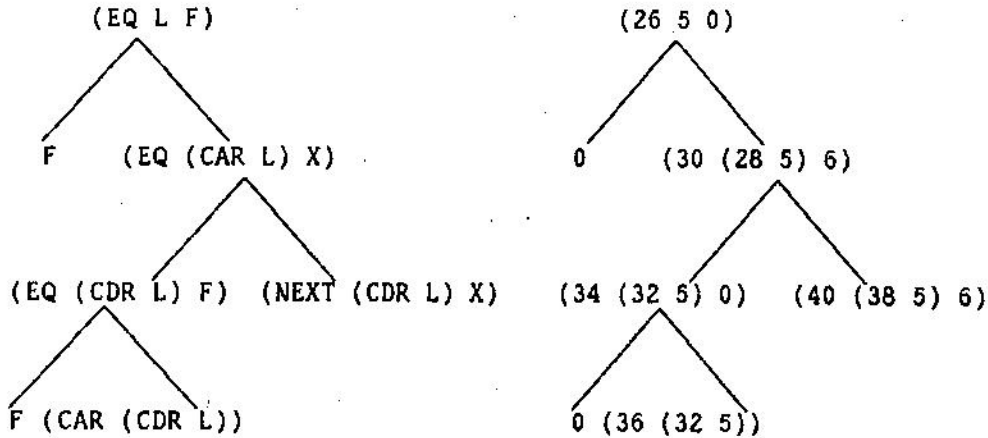 (EQ L F) (26 5 0)
F (EQ (CAR L) X) 0 (30 (28 5) 6)
(EQ (CDR L) F) (NEXT (CDR L) X) (34 (32 5) 0) (40 (38 5) 6)
F (CAR (CDR L)) 0 (36 (32 5))